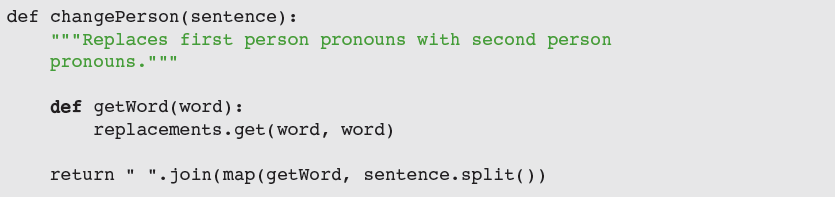 def changePerson(sentence):
    """Replaces first person pronouns with second person
    pronouns."""

    def getWord(word):
        replacements.get(word, word)

    return " ".join(map(getWord, sentence.split())